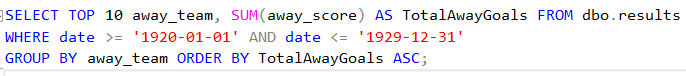 SELECT TOP 10 away_team, SUM(away_score) AS TotalAwayGoals FROM dbo.results
WHERE date >= '1920-01-01' AND date <= '1929-12-31'
GROUP BY away_team ORDER BY TotalAwayGoals ASC;